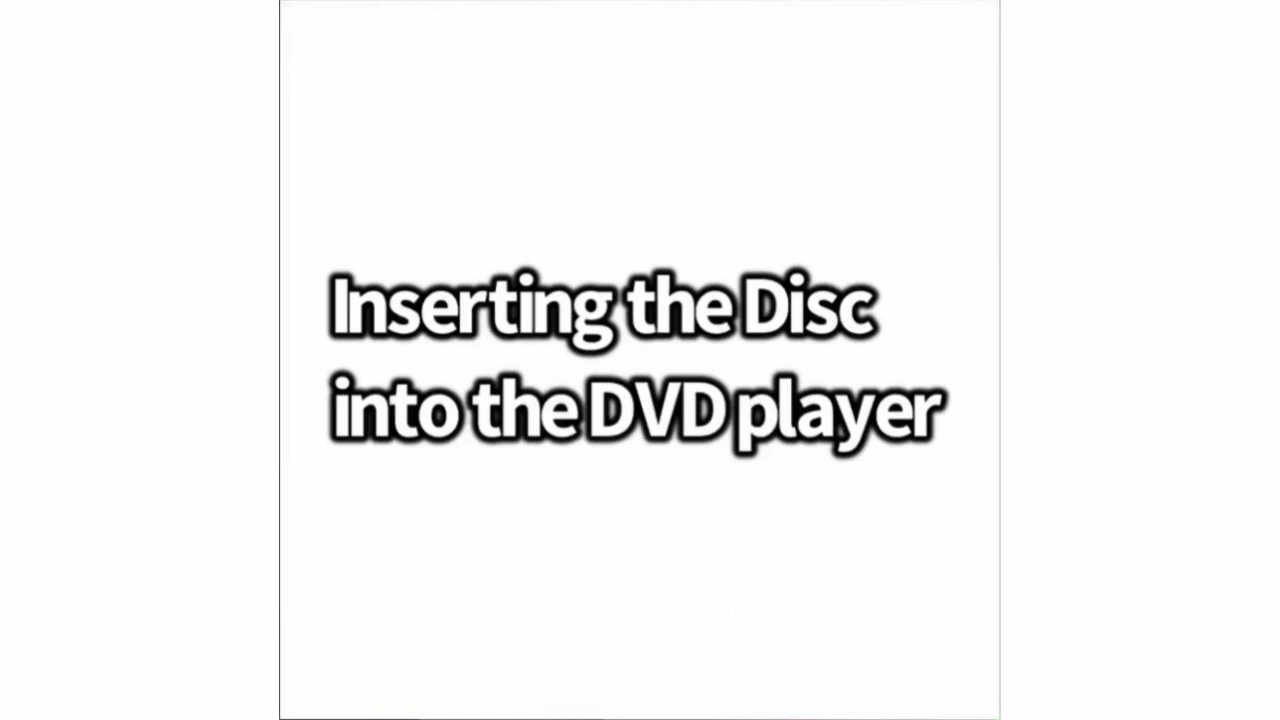 Inserting the Disc
into the DVD player